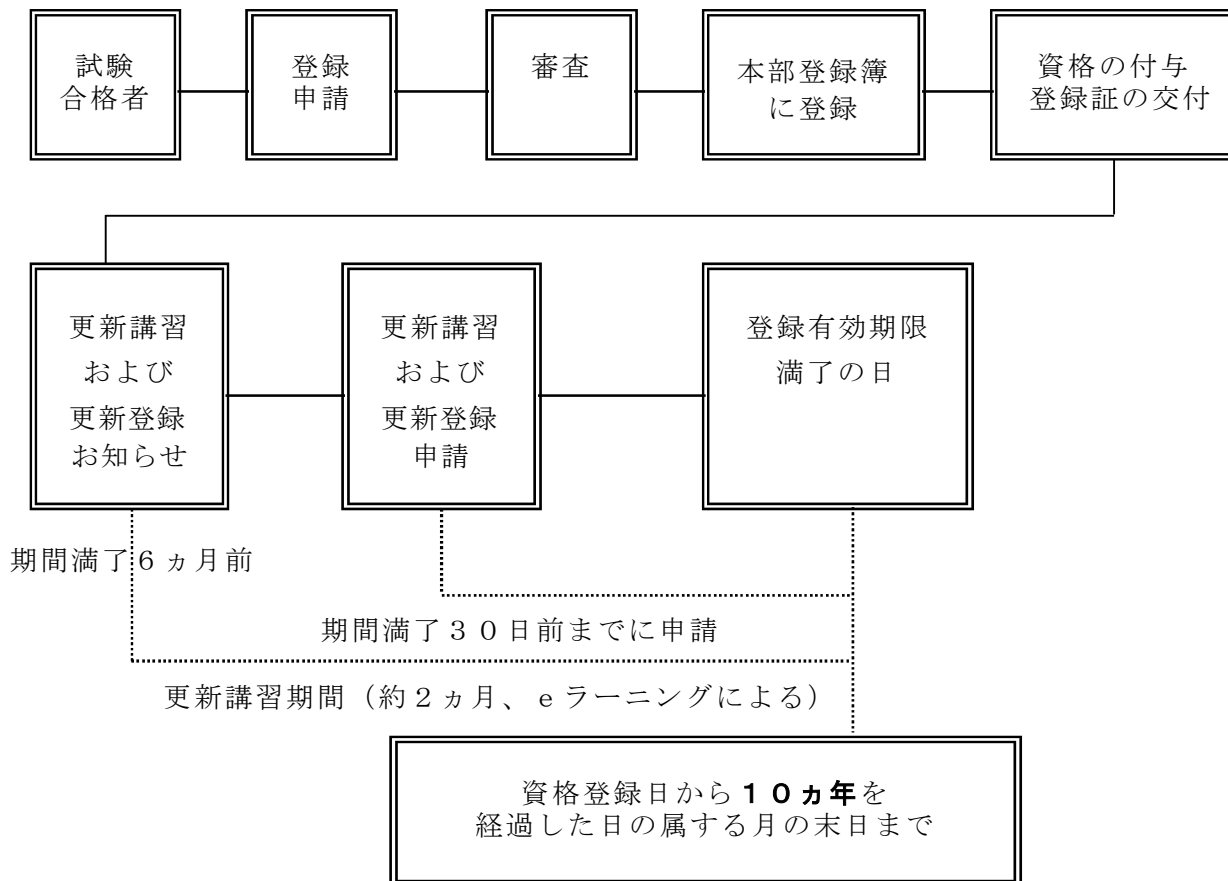 試験
合格者
登録
申請
審査
本部登録簿
に登録
資格の付与
登録証の交付
更新講習
および
更新登録
お知らせ
更新講習
および
更新登録
申請
登録有効期限
満了の日
期間満了６ヵ月前
期間満了３０日前までに申請
更新講習期間（約２ヵ月、ｅラーニングによる）
資格登録日から１０ヵ年を
経過した日の属する月の末日まで